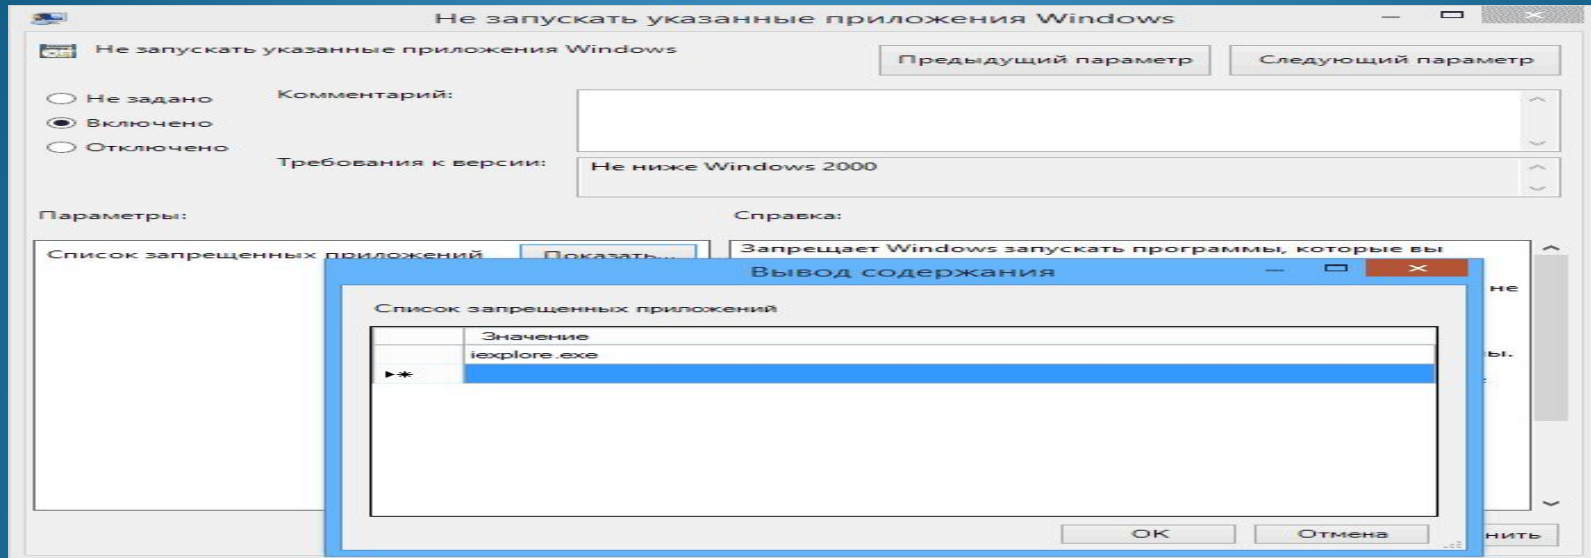 Не запускать указанные приложения Windows
Не запускать указанные приложения Windows
Предыдущий параметр
Следующий параметр
Не задано
Включено
Отключено
Комментарий:
Требования к версии:
Не ниже Windows 2000
Параметры:
Справка:
Список запрещенных приложений
Показать...
Запрещает Windows запускать программы, которые вы
не
Вывод содержания
Список запрещенных приложений
Значение
iexplore.exe
OK
Отмена